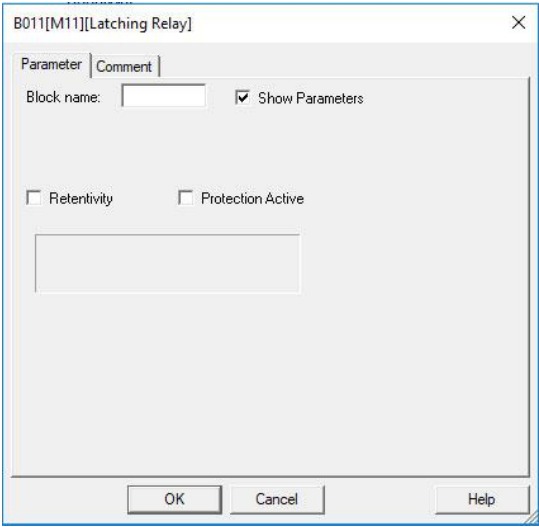 B011[M11][Latching Relay]
Parameter Comment
Block name: Show Parameters
Retentivity Protection Active
OK Cancel Help